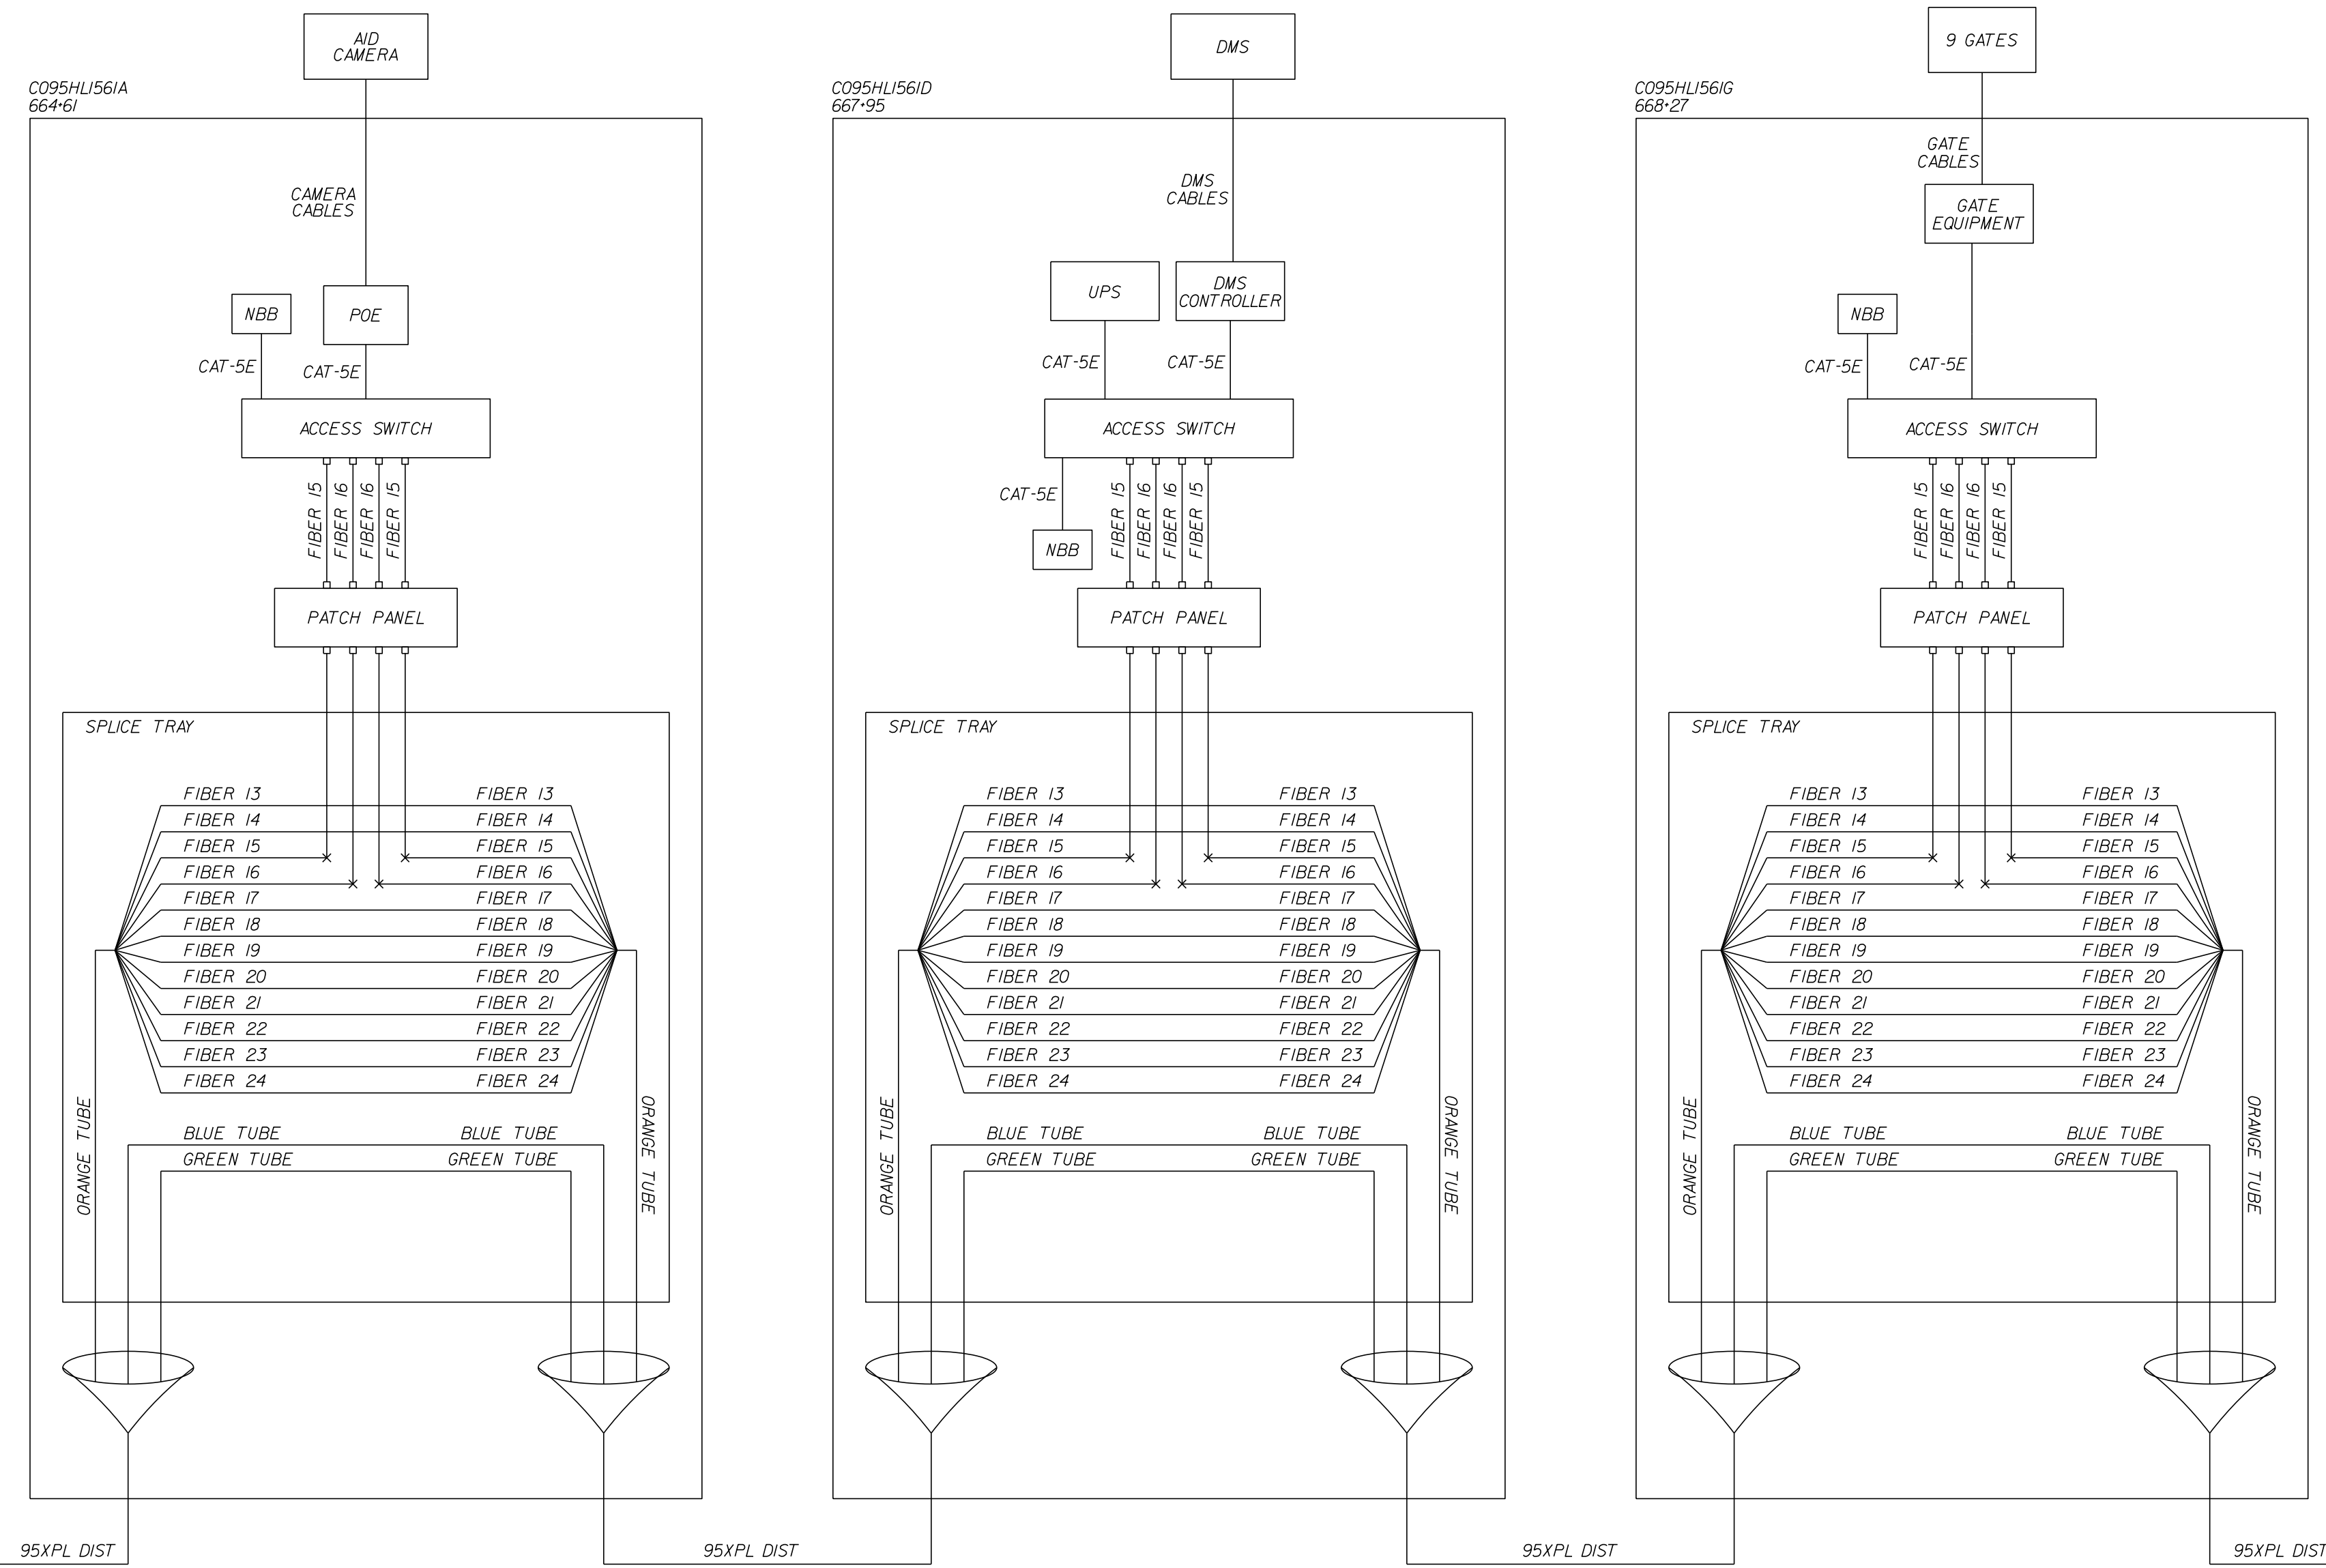 AID
CAMERA
C095HL1561A
664+61
CAMERA
CABLES
NBB
POE
CAT-5E
CAT-5E
ACCESS SWITCH
FIBER 15
FIBER 16
FIBER 16
FIBER 15
PATCH PANEL
SPLICE TRAY
FIBER 13 FIBER 13
FIBER 14 FIBER 14
FIBER 15 FIBER 15
FIBER 16 FIBER 16
FIBER 17 FIBER 17
FIBER 18 FIBER 18
FIBER 19 FIBER 19
FIBER 20 FIBER 20
FIBER 21 FIBER 21
FIBER 22 FIBER 22
FIBER 23 FIBER 23
FIBER 24 FIBER 24
ORANGE TUBE
ORANGE TUBE
BLUE TUBE BLUE TUBE
GREEN TUBE GREEN TUBE
95XPL DIST
DMS
C095HL1561D
667+95
DMS
CABLES
UPS
DMS
CONTROLLER
CAT-5E
CAT-5E
ACCESS SWITCH
CAT-5E
NBB
FIBER 15
FIBER 16
FIBER 16
FIBER 15
PATCH PANEL
SPLICE TRAY
FIBER 13 FIBER 13
FIBER 14 FIBER 14
FIBER 15 FIBER 15
FIBER 16 FIBER 16
FIBER 17 FIBER 17
FIBER 18 FIBER 18
FIBER 19 FIBER 19
FIBER 20 FIBER 20
FIBER 21 FIBER 21
FIBER 22 FIBER 22
FIBER 23 FIBER 23
FIBER 24 FIBER 24
ORANGE TUBE
ORANGE TUBE
BLUE TUBE BLUE TUBE
GREEN TUBE GREEN TUBE
95XPL DIST
9 GATES
C095HL1561G
668+27
GATE
CABLES
GATE
EQUIPMENT
NBB
CAT-5E
CAT-5E
ACCESS SWITCH
FIBER 15
FIBER 16
FIBER 16
FIBER 15
PATCH PANEL
SPLICE TRAY
FIBER 13 FIBER 13
FIBER 14 FIBER 14
FIBER 15 FIBER 15
FIBER 16 FIBER 16
FIBER 17 FIBER 17
FIBER 18 FIBER 18
FIBER 19 FIBER 19
FIBER 20 FIBER 20
FIBER 21 FIBER 21
FIBER 22 FIBER 22
FIBER 23 FIBER 23
FIBER 24 FIBER 24
ORANGE TUBE
ORANGE TUBE
BLUE TUBE BLUE TUBE
GREEN TUBE GREEN TUBE
95XPL DIST
95XPL DIST